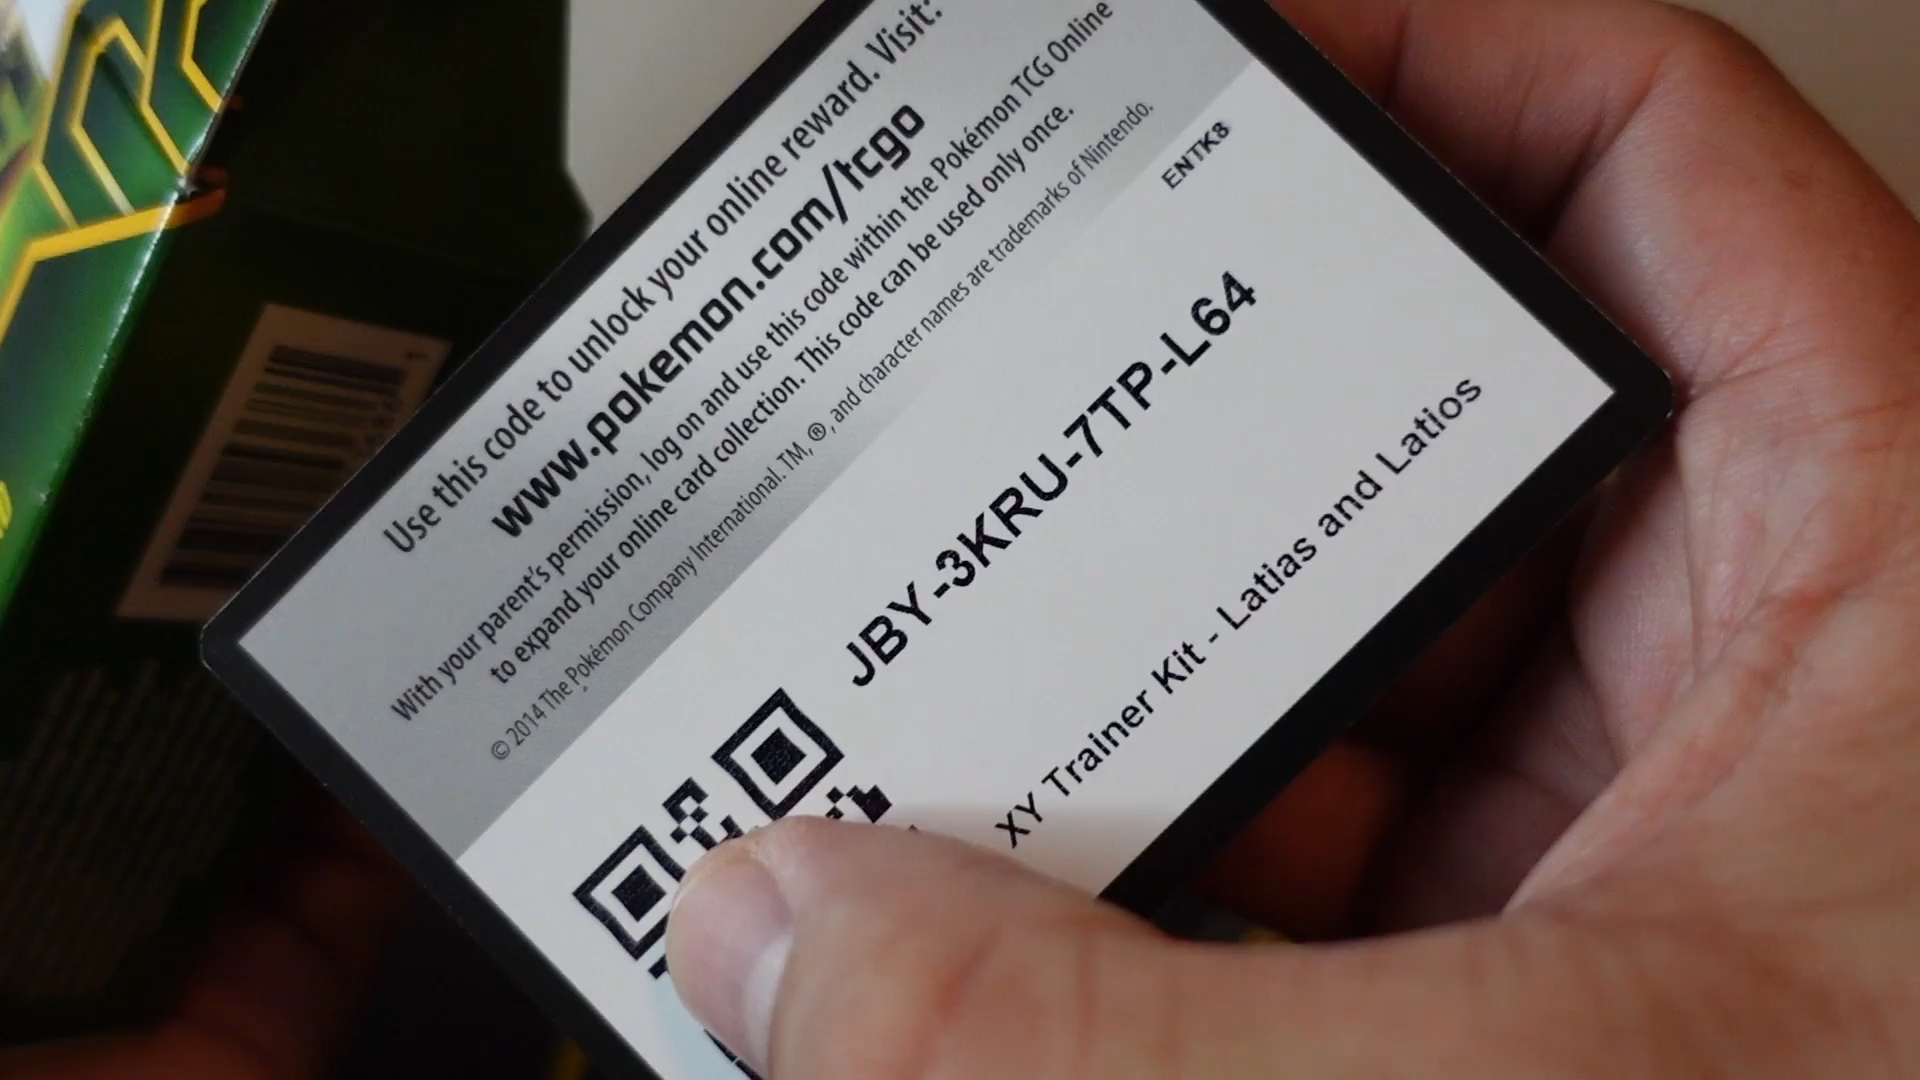 Use this code to unlock your online reward. Visit:
www.pokemon.com/tcgo
With your parent's permission, log on and use this code within the Pokémon TCG Online
to expand your online card collection. This code can be used only once.
© 2014 The Pokémon Company International. TM, ®, and character names are trademarks of Nintendo.
ENTK8
JBY-3KRU-7TP-L64
XY Trainer Kit - Latias and Latios